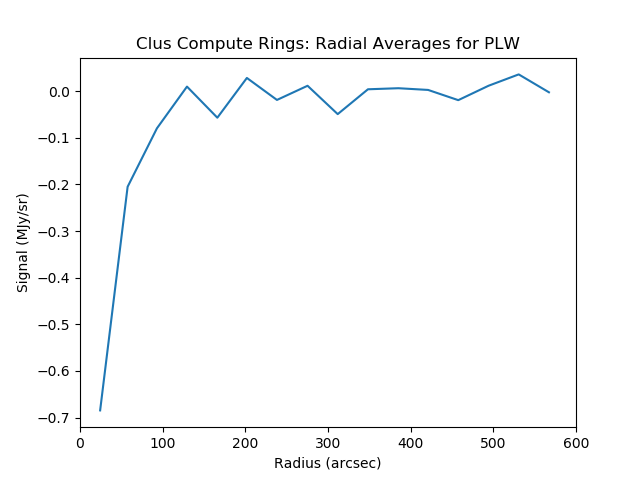 Clus Compute Rings: Radial Averages for PLW
Signal (MJy/sr)
0.0
−0.1
−0.2
−0.3
−0.4
−0.5
−0.6
−0.7
0 100 200 300 400 500 600
Radius (arcsec)